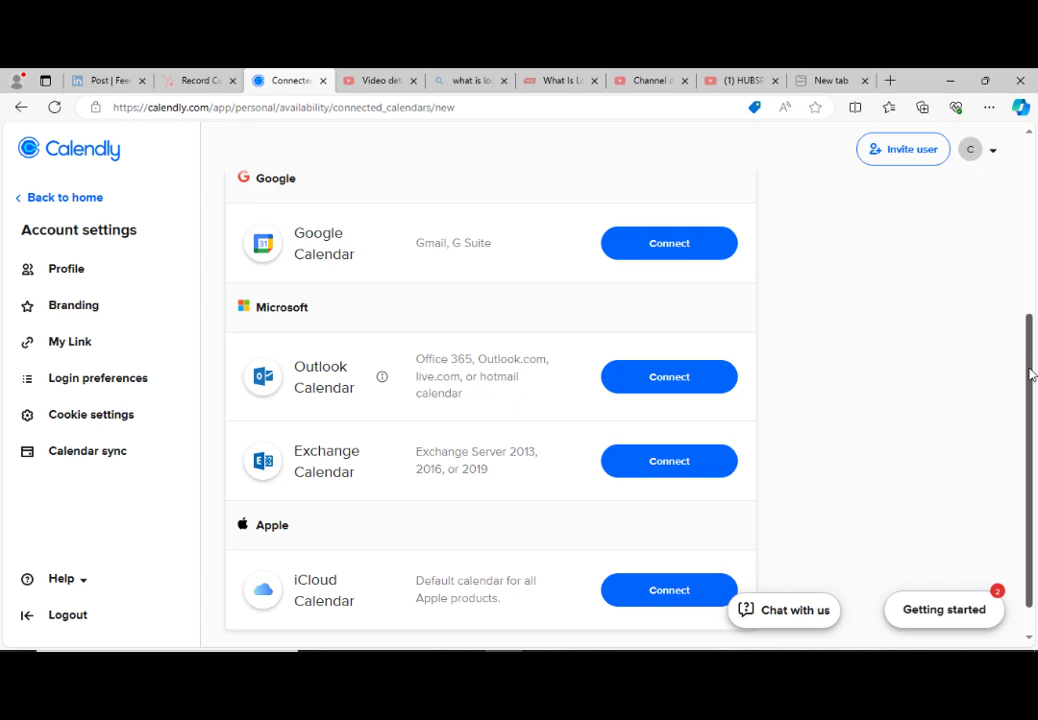 Post | Fee
Record Cu
Connecte
Video det
what is lo
What Is Lo
Channel d
(1) HUBSP
New tab
https://calendly.com/app/personal/availability/connected_calendars/new
Calendly
Invite user
C
Back to home
Account settings
Profile
Branding
My Link
Login preferences
Cookie settings
Calendar sync
Help
Logout
Google
Google
Calendar
Gmail, G Suite
Connect
Microsoft
Outlook
Calendar
Office 365, Outlook.com,
live.com, or hotmail
calendar
Connect
Exchange
Calendar
Exchange Server 2013,
2016, or 2019
Connect
Apple
iCloud
Calendar
Default calendar for all
Apple products.
Connect
Chat with us
Getting started
2